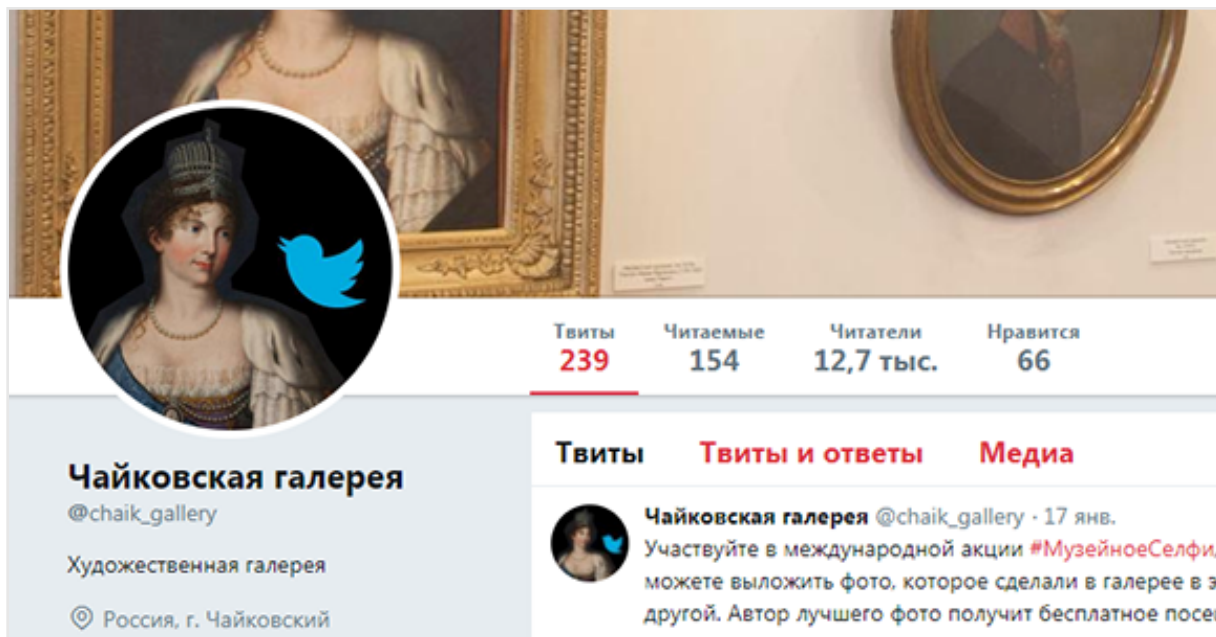 Твиты Читаемые Читатели Нравится
239 154 12,7 тыс. 66
Твиты Твиты и ответы Медиа
Чайковская галерея
@chaik_gallery
Художественная галерея
Россия, г. Чайковский
Чайковская галерея @chaik_gallery · 17 янв.
Участвуйте в международной акции #МузейноеСелфи
можете выложить фото, которое сделали в галерее в
другой. Автор лучшего фото получит бесплатное